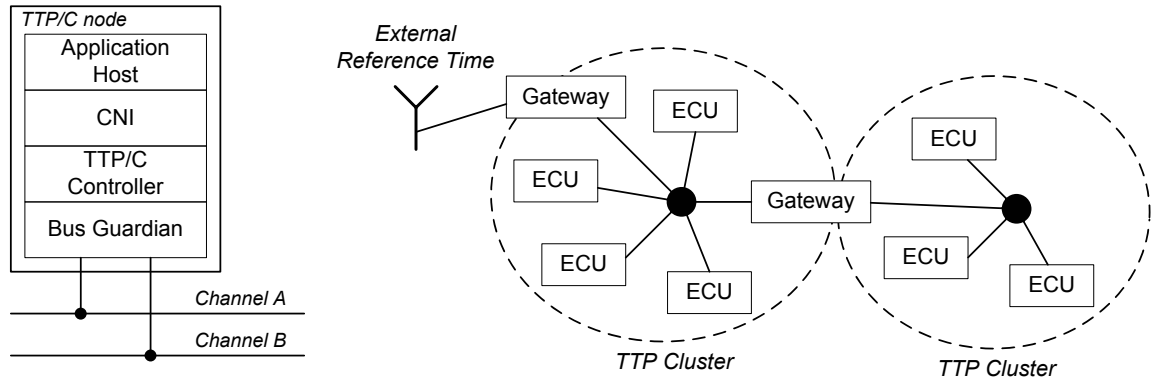 TTP/C node
Application
Host
CNI
TTP/C
Controller
Bus Guardian
Channel A
Channel B
External
Reference Time
Gateway
ECU
ECU
ECU
ECU
Gateway
TTP Cluster
ECU
ECU
ECU
TTP Cluster